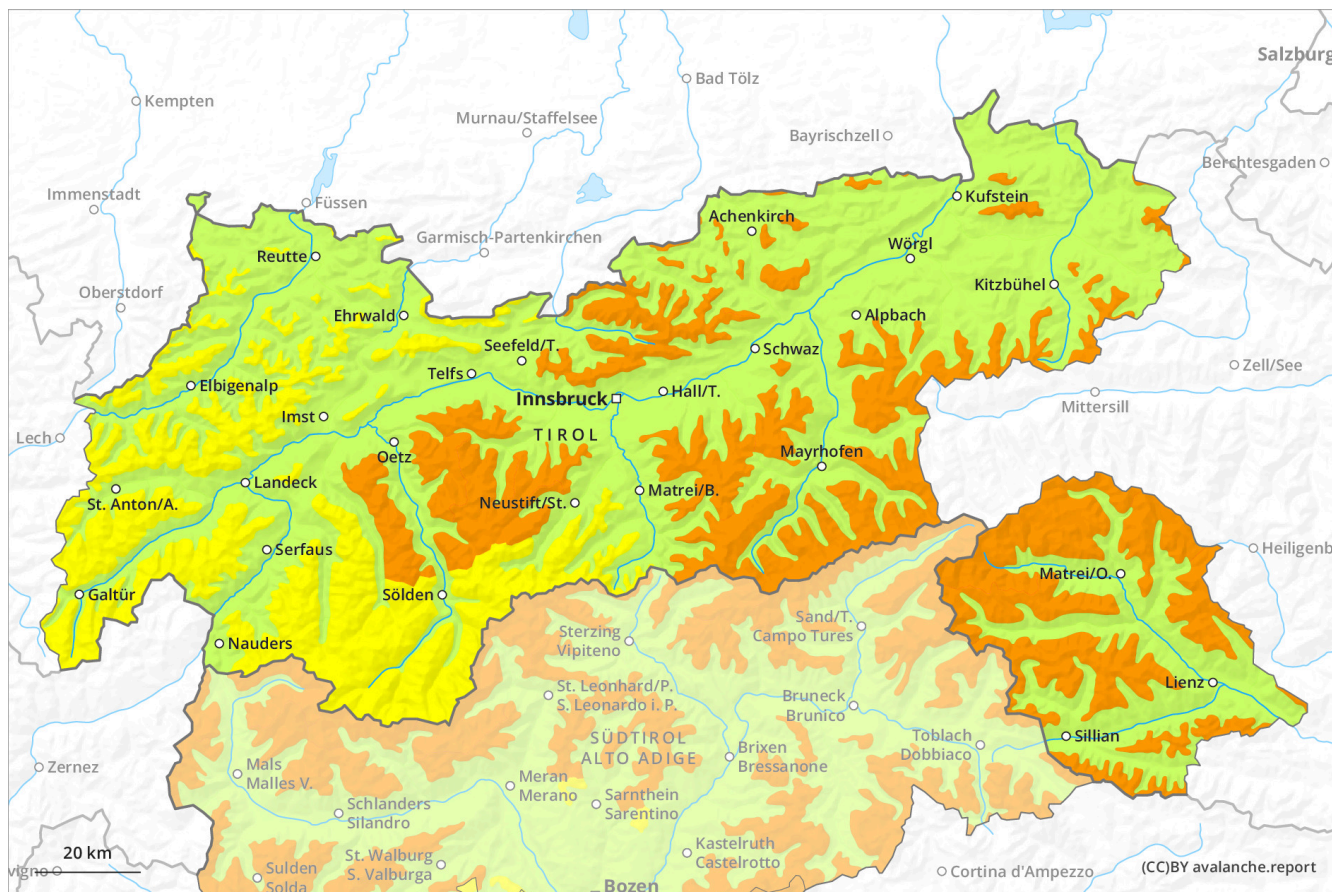 Salzburg
Bad Tölz
Kempten
Murnau/Staffelsee
Bayrischzell
Berchtesgaden
Immenstadt
Füssen
Kufstein
Achenkirch
Garmisch-Partenkirchen
Wörgl
Reutte
Kitzbühel
Oberstdorf
Ehrwald
Alpbach
Seefeld/T.
Schwaz
Zell/See
Telfs
Elbigenalp
Hall/T.
Innsbruck
Mittersill
Imst
Lech
TIROL
Oetz
Mayrhofen
Landeck
Matrei/B.
St. Anton/A.
Neustift/St.
Serfaus
Heiligenb
Matrei/O.
Galtür
Sölden
Sand/T.
Campo Tures
Sterzing
Vipiteno
Nauders
Lienz
St. Leonhard/P.
S. Leonardo i. P.
Bruneck
Brunico
SÜDTIROL
ALTO ADIGE
Toblach
Dobbiaco
Sillian
Brixen
Bressanone
Zernez
Mals
Malles V.
Meran
Merano
Sarnthein
Sarentino
Schlanders
Silandro
Kastelruth
Castelrotto
20 km
St. Walburg
S. Valburga
vigno
Sulden
Solda
Bozen
Cortina d'Ampezzo
(CC)BY avalanche.report